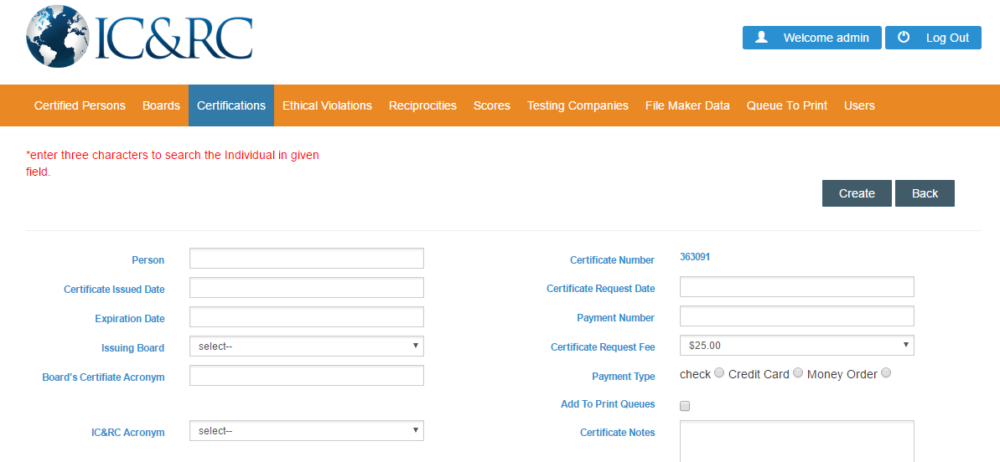 IC&RC
Welcome admin
Log Out
Certified Persons Boards Certifications Ethical Violations Reciprocities Scores Testing Companies File Maker Data Queue To Print Users
*enter three characters to search the Individual in given
field.
Create Back
Person
Certificate Issued Date
Expiration Date
Issuing Board select--
Board's Certifiate Acronym
IC&RC Acronym select--
Certificate Number 363091
Certificate Request Date
Payment Number
Certificate Request Fee $25.00
Payment Type check Credit Card Money Order
Add To Print Queues
Certificate Notes